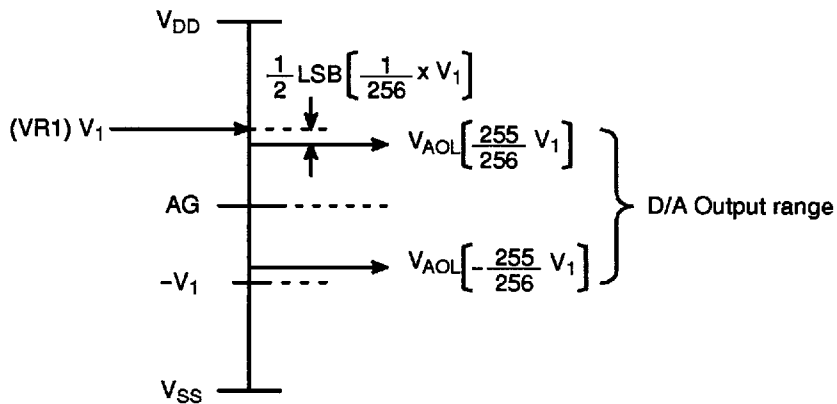 V_DD
1/2 LSB[1/256 x V_1]
(VR1) V_1
V_AOL[255/256 V_1]
AG
D/A Output range
V_AOL[-255/256 V_1]
-V_1
V_SS